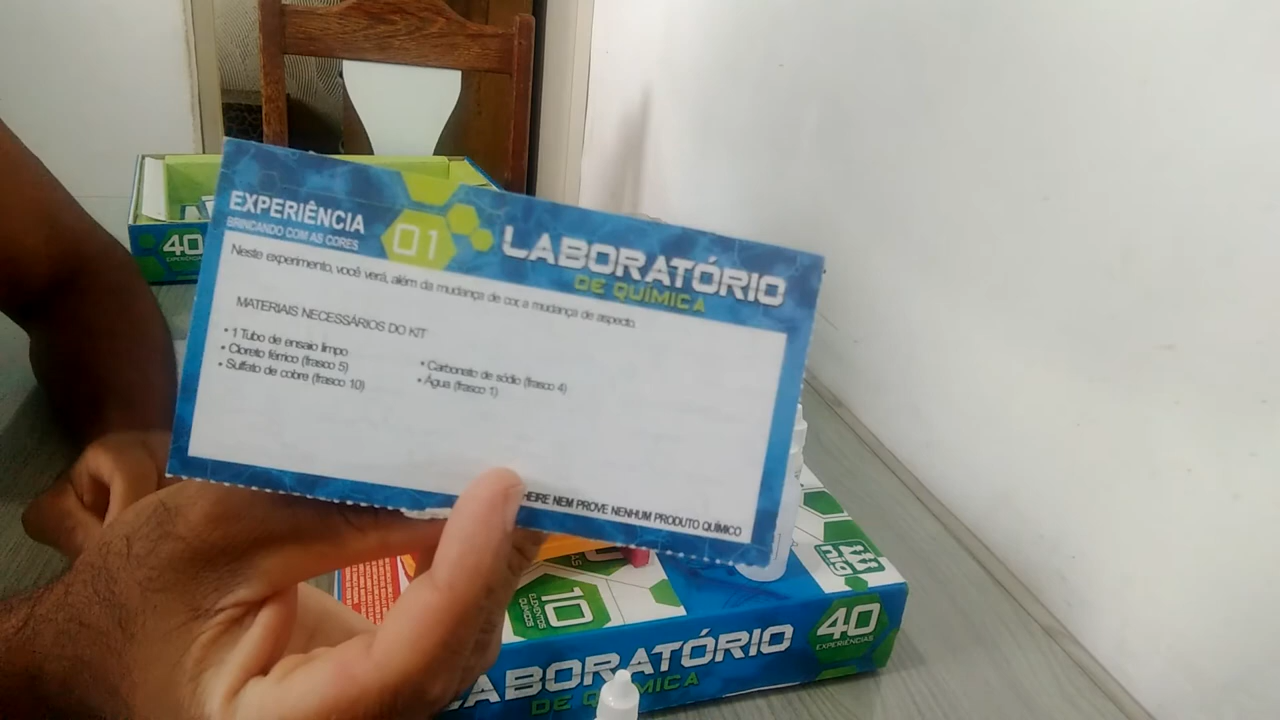 EXPERIÊNCIA
BRINCANDO COM AS CORES
01
LABORATÓRIO
DE QUÍMICA
Neste experimento, você verá, além da mudança de cor, a mudança de aspecto.
MATERIAIS NECESSÁRIOS DO KIT
• 1 Tubo de ensaio limpo
• Cloreto férrico (frasco 5)
• Sulfato de cobre (frasco 10)
• Carbonato de sódio (frasco 4)
• Água (frasco 1)
HEIRE NEM PROVE NENHUM PRODUTO QUÍMICO
40
EXPERIÊNCIAS
nig
10
ELEMENTOS
QUÍMICOS
LABORATÓRIO
DE QUÍMICA
40
EXPERIÊNCIAS